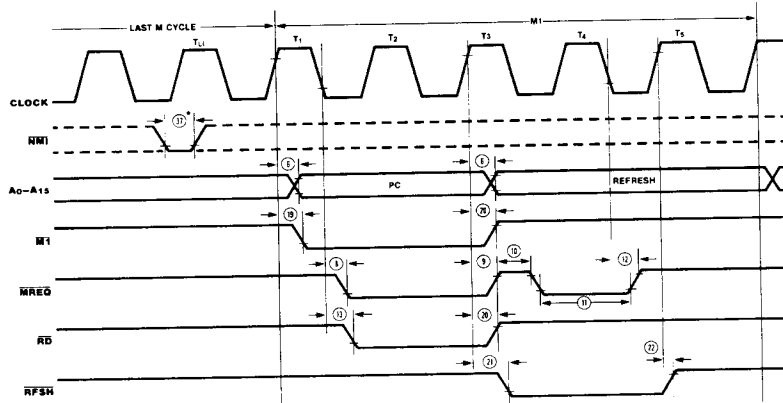 LAST M CYCLE
M1
TLI
T1
T2
T3
T4
T5
CLOCK
37*
NMI
6
6
A0–A15
PC
REFRESH
19
20
M1
8
9
10
12
MREQ
11
13
20
RD
21
22
RFSH